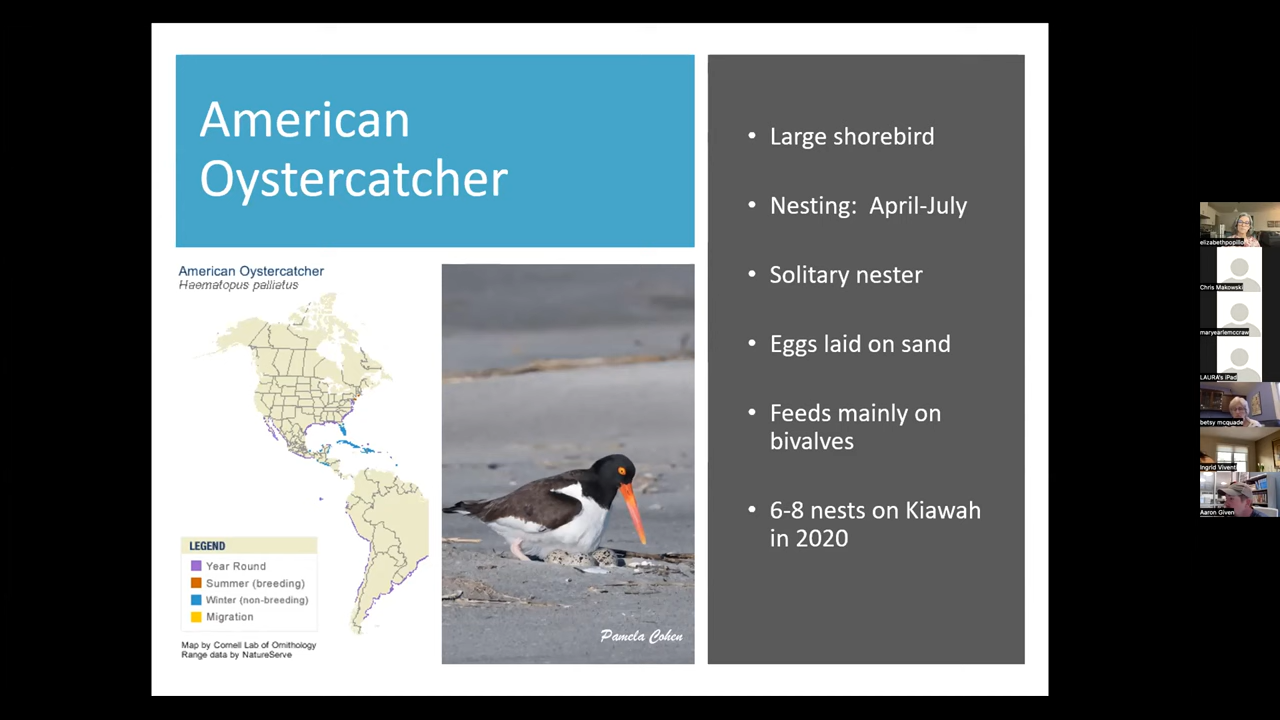 American
Oystercatcher
American Oystercatcher
Haematopus palliatus
LEGEND
Year Round
Summer (breeding)
Winter (non-breeding)
Migration
Map by Cornell Lab of Ornithology
Range data by NatureServe
Pamela Cohen
• Large shorebird
• Nesting: April-July
• Solitary nester
• Eggs laid on sand
• Feeds mainly on
bivalves
• 6-8 nests on Kiawah
in 2020
Chris Makowski
maryearlemccraw
LAURA's iPad
betsy mcquade
Ingrid Viventi
Aaron Given